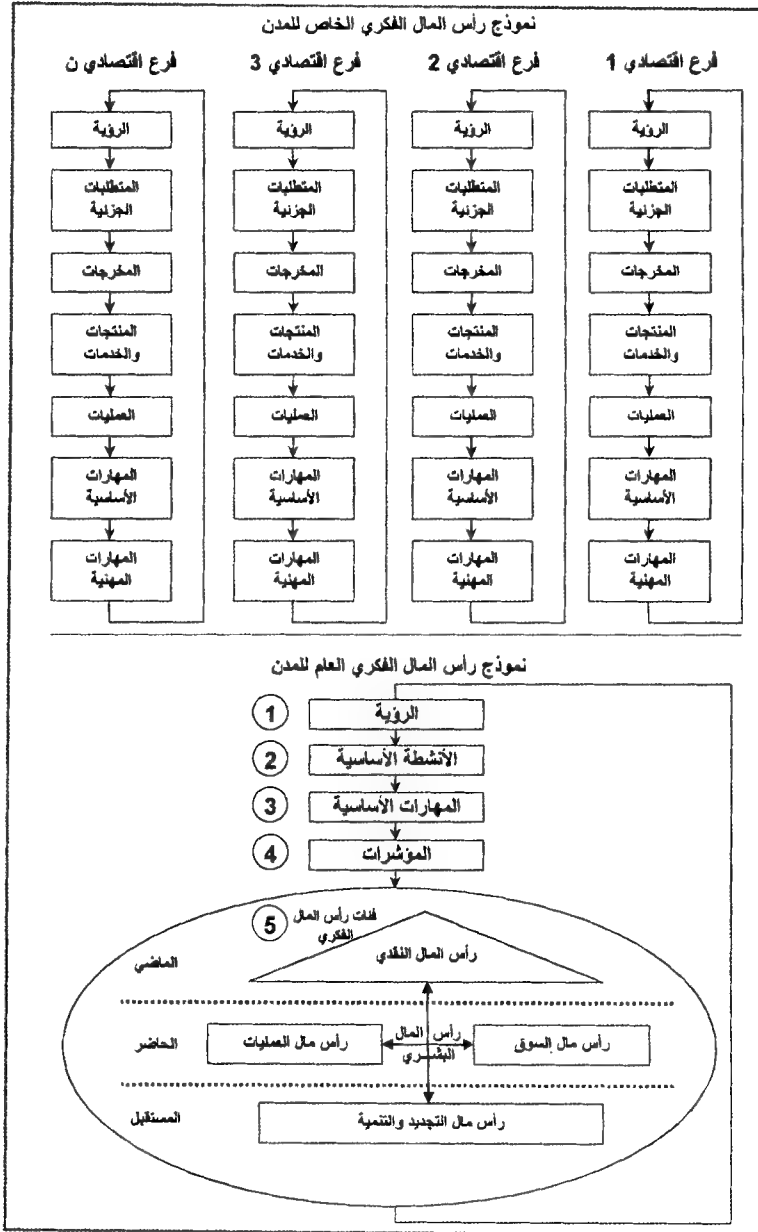 نموذج رأس المال الفكري الخاص للمدن
فرع اقتصادي 1
فرع اقتصادي 2
فرع اقتصادي 3
فرع اقتصادي ن
الرؤية
المتطلبات
الجزئية
المخرجات
المنتجات
والخدمات
العمليات
المهارات
الأساسية
المهارات
المهنية
الرؤية
المتطلبات
الجزئية
المخرجات
المنتجات
والخدمات
العمليات
المهارات
الأساسية
المهارات
المهنية
الرؤية
المتطلبات
الجزئية
المخرجات
المنتجات
والخدمات
العمليات
المهارات
الأساسية
المهارات
المهنية
الرؤية
المتطلبات
الجزئية
المخرجات
المنتجات
والخدمات
العمليات
المهارات
الأساسية
المهارات
المهنية
نموذج رأس المال الفكري العام للمدن
الرؤية 1
الأنشطة الأساسية 2
المهارات الأساسية 3
المؤشرات 4
5 فئات رأس المال
الفكري
رأس المال النقدي
الماضي
رأس مال السوق
رأس المال
البشري
رأس مال العمليات
الحاضر
رأس مال التجديد والتنمية
المستقبل